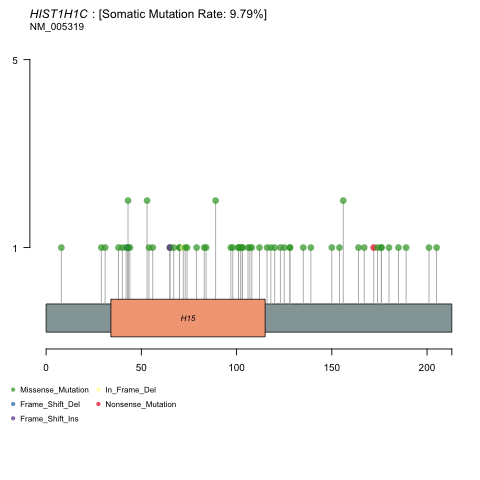 HIST1H1C : [Somatic Mutation Rate: 9.79%]
NM_005319
5
1
H15
0 50 100 150 200
Missense_Mutation In_Frame_Del
Frame_Shift_Del Nonsense_Mutation
Frame_Shift_Ins